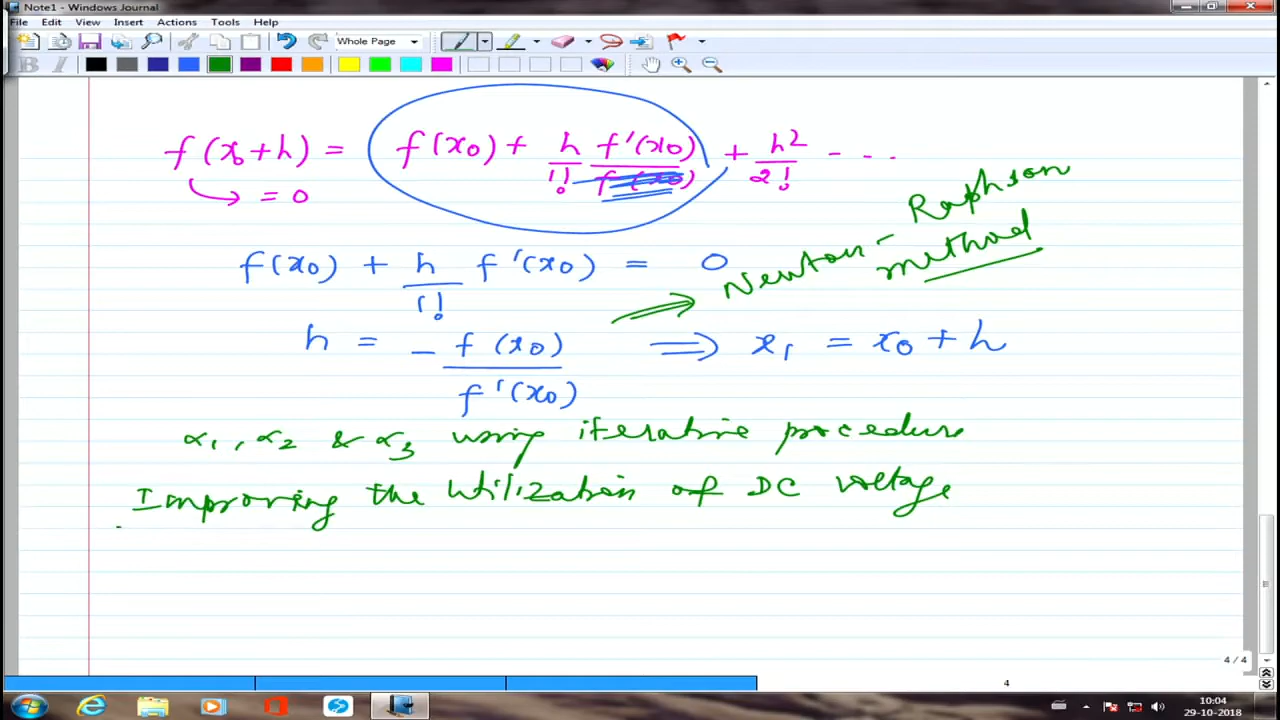 Note1 - Windows Journal
File Edit View Insert Actions Tools Help
Whole Page
B I
f(x₀+h) = f(x₀) + h/1! f'(x₀)/f(x₀) + h²/2! - - ...
↳ = 0
Raphson
f(x₀) + h/1! f'(x₀) = 0
Newton - method
h = - f(x₀)/f'(x₀) ⟹ x₁ = x₀ + h
α₁, α₂ & α₃ using iterative procedure
Improving the utilization of DC voltage
4 / 4
4
10:04
29-10-2018